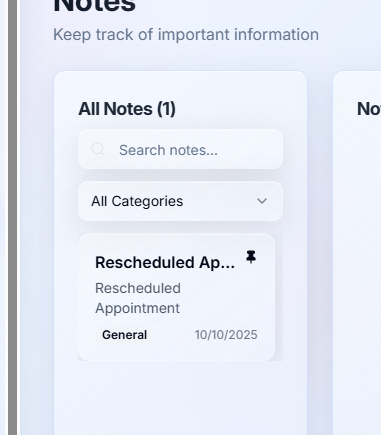 Notes
Keep track of important information
All Notes (1)
Search notes...
All Categories
Rescheduled Ap...
Rescheduled
Appointment
General
10/10/2025